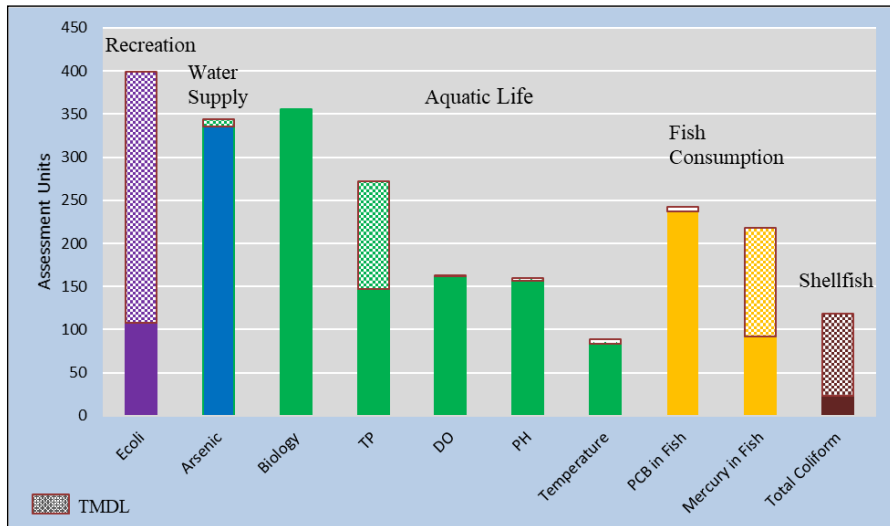 450
400
350
300
250
200
150
100
50
0
Assessment Units
Recreation
Water
Supply
Aquatic Life
Fish
Consumption
Shellfish
Ecoli
Arsenic
Biology
TP
DO
PH
Temperature
PCB in Fish
Mercury in Fish
Total Coliform
TMDL